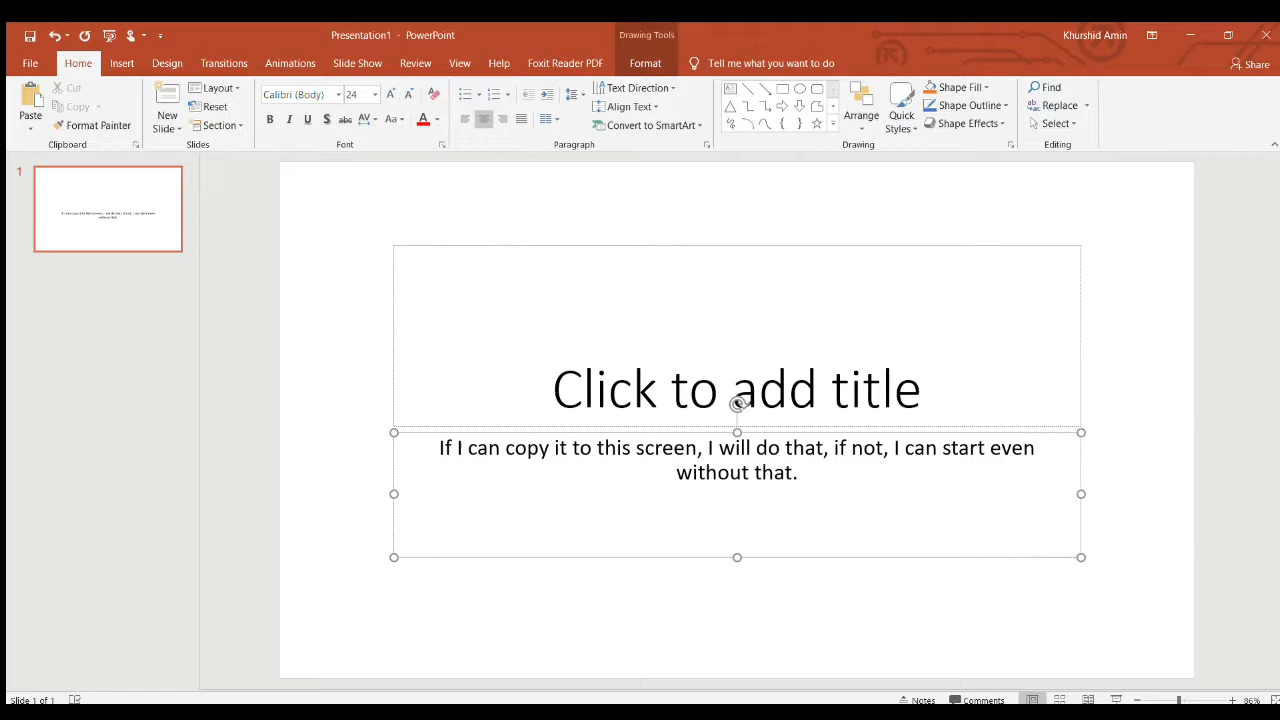 Presentation1 - PowerPoint
Drawing Tools
Khurshid Amin
File Home Insert Design Transitions Animations Slide Show Review View Help Foxit Reader PDF Format Tell me what you want to do Share
Paste
Cut
Copy
Format Painter
Clipboard
New Slide
Layout
Reset
Section
Slides
Calibri (Body) 24
B I U S abc AV Aa A
Font
Text Direction
Align Text
Convert to SmartArt
Paragraph
Arrange
Quick Styles
Shape Fill
Shape Outline
Shape Effects
Drawing
Find
Replace
Select
Editing
1
Click to add title
If I can copy it to this screen, I will do that, if not, I can start even
without that.
Slide 1 of 1
Notes Comments 86%